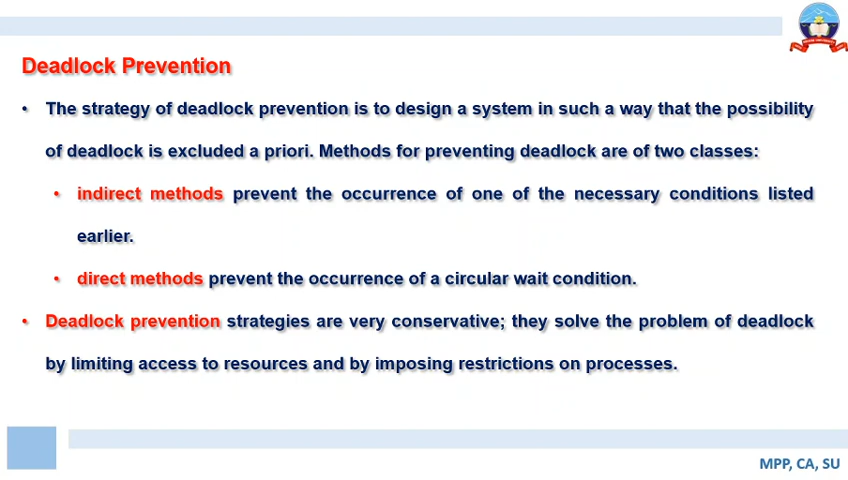 Deadlock Prevention
• The strategy of deadlock prevention is to design a system in such a way that the possibility
of deadlock is excluded a priori. Methods for preventing deadlock are of two classes:
• indirect methods prevent the occurrence of one of the necessary conditions listed
earlier.
• direct methods prevent the occurrence of a circular wait condition.
• Deadlock prevention strategies are very conservative; they solve the problem of deadlock
by limiting access to resources and by imposing restrictions on processes.
MPP, CA, SU